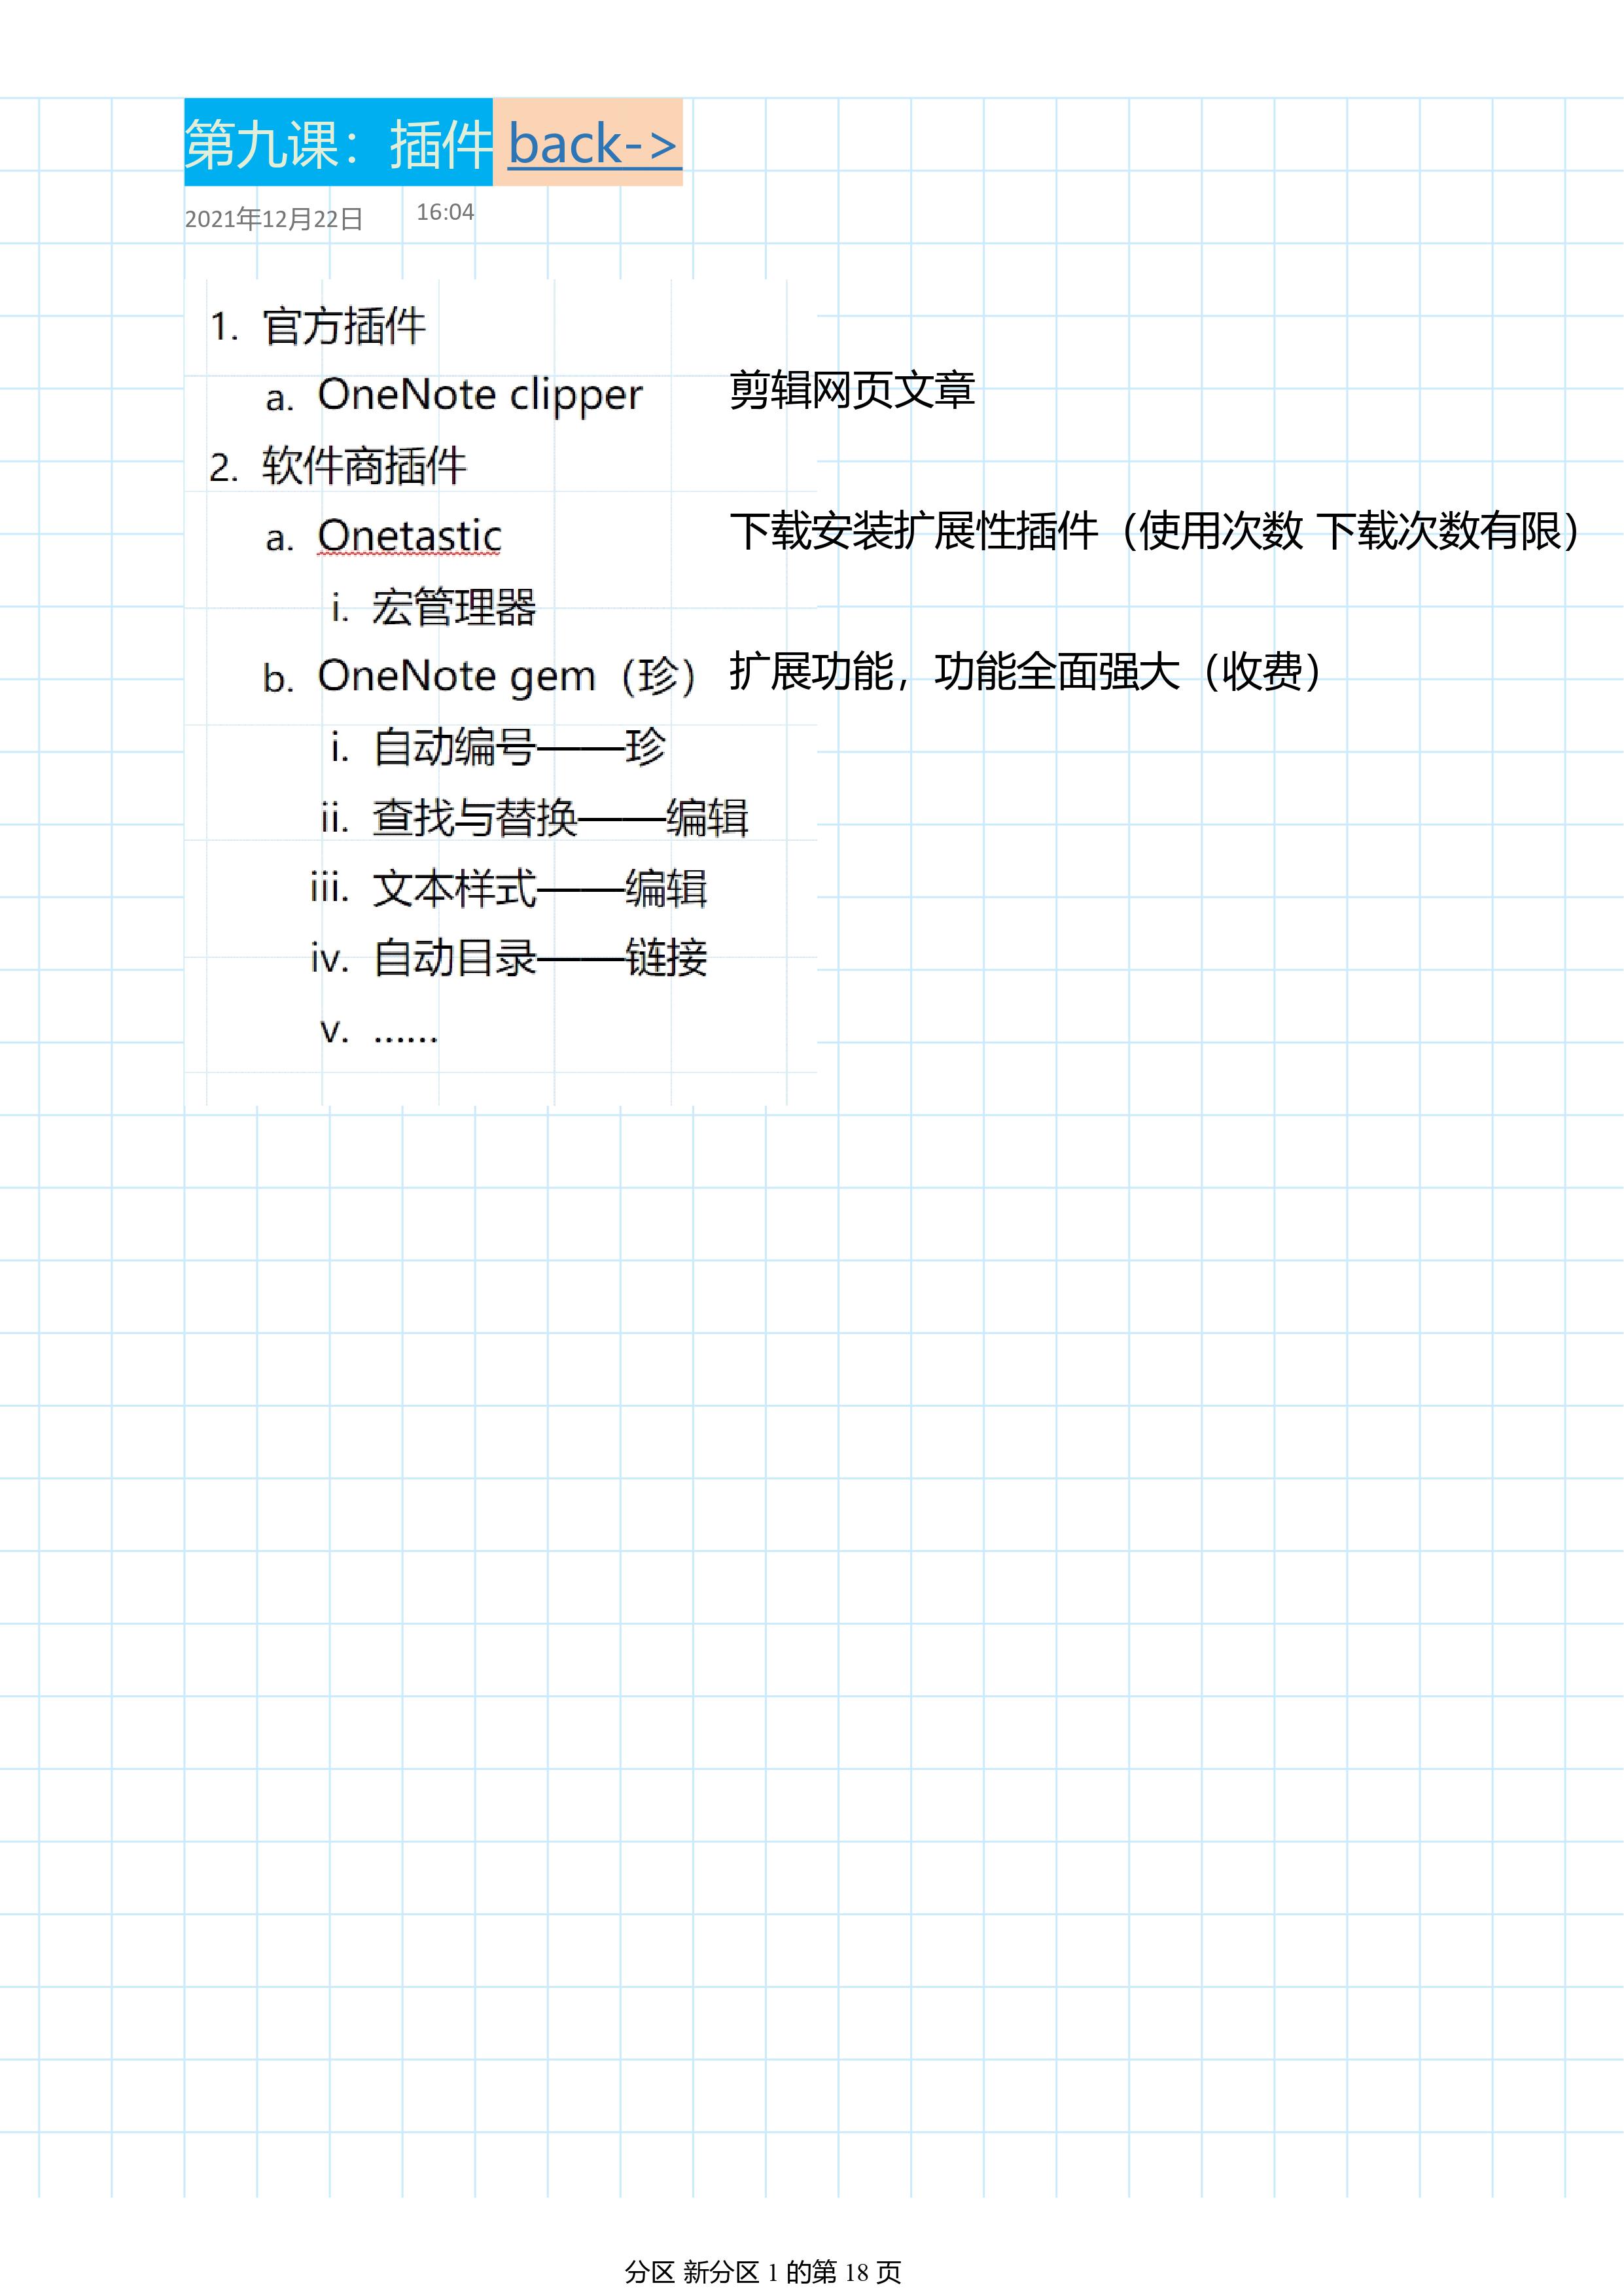 第九课：插件 back->
2021年12月22日 16:04
1. 官方插件
a. OneNote clipper 剪辑网页文章
2. 软件商插件
a. Onetastic 下载安装扩展性插件（使用次数 下载次数有限）
i. 宏管理器
b. OneNote gem（珍） 扩展功能，功能全面强大（收费）
i. 自动编号——珍
ii. 查找与替换——编辑
iii. 文本样式——编辑
iv. 自动目录——链接
v. ……
分区 新分区 1 的第 18 页